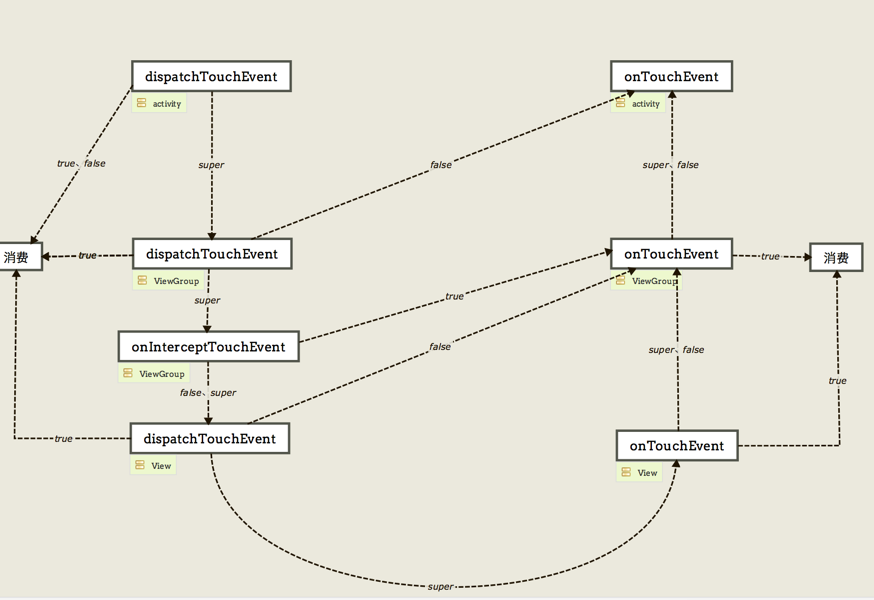 dispatchTouchEvent
onTouchEvent
activity
activity
true、false
super
false
super、false
消费
true
dispatchTouchEvent
onTouchEvent
true
消费
ViewGroup
ViewGroup
super
true
onInterceptTouchEvent
false
super、false
ViewGroup
false、super
true
dispatchTouchEvent
true
onTouchEvent
View
View
super